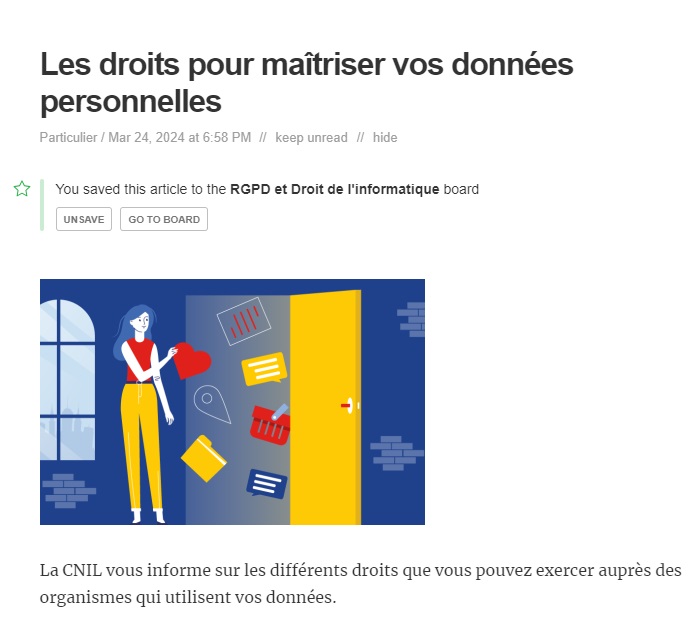 Les droits pour maîtriser vos données
personnelles
Particulier / Mar 24, 2024 at 6:58 PM // keep unread // hide
You saved this article to the RGPD et Droit de l'informatique board
UNSAVE GO TO BOARD
La CNIL vous informe sur les différents droits que vous pouvez exercer auprès des
organismes qui utilisent vos données.